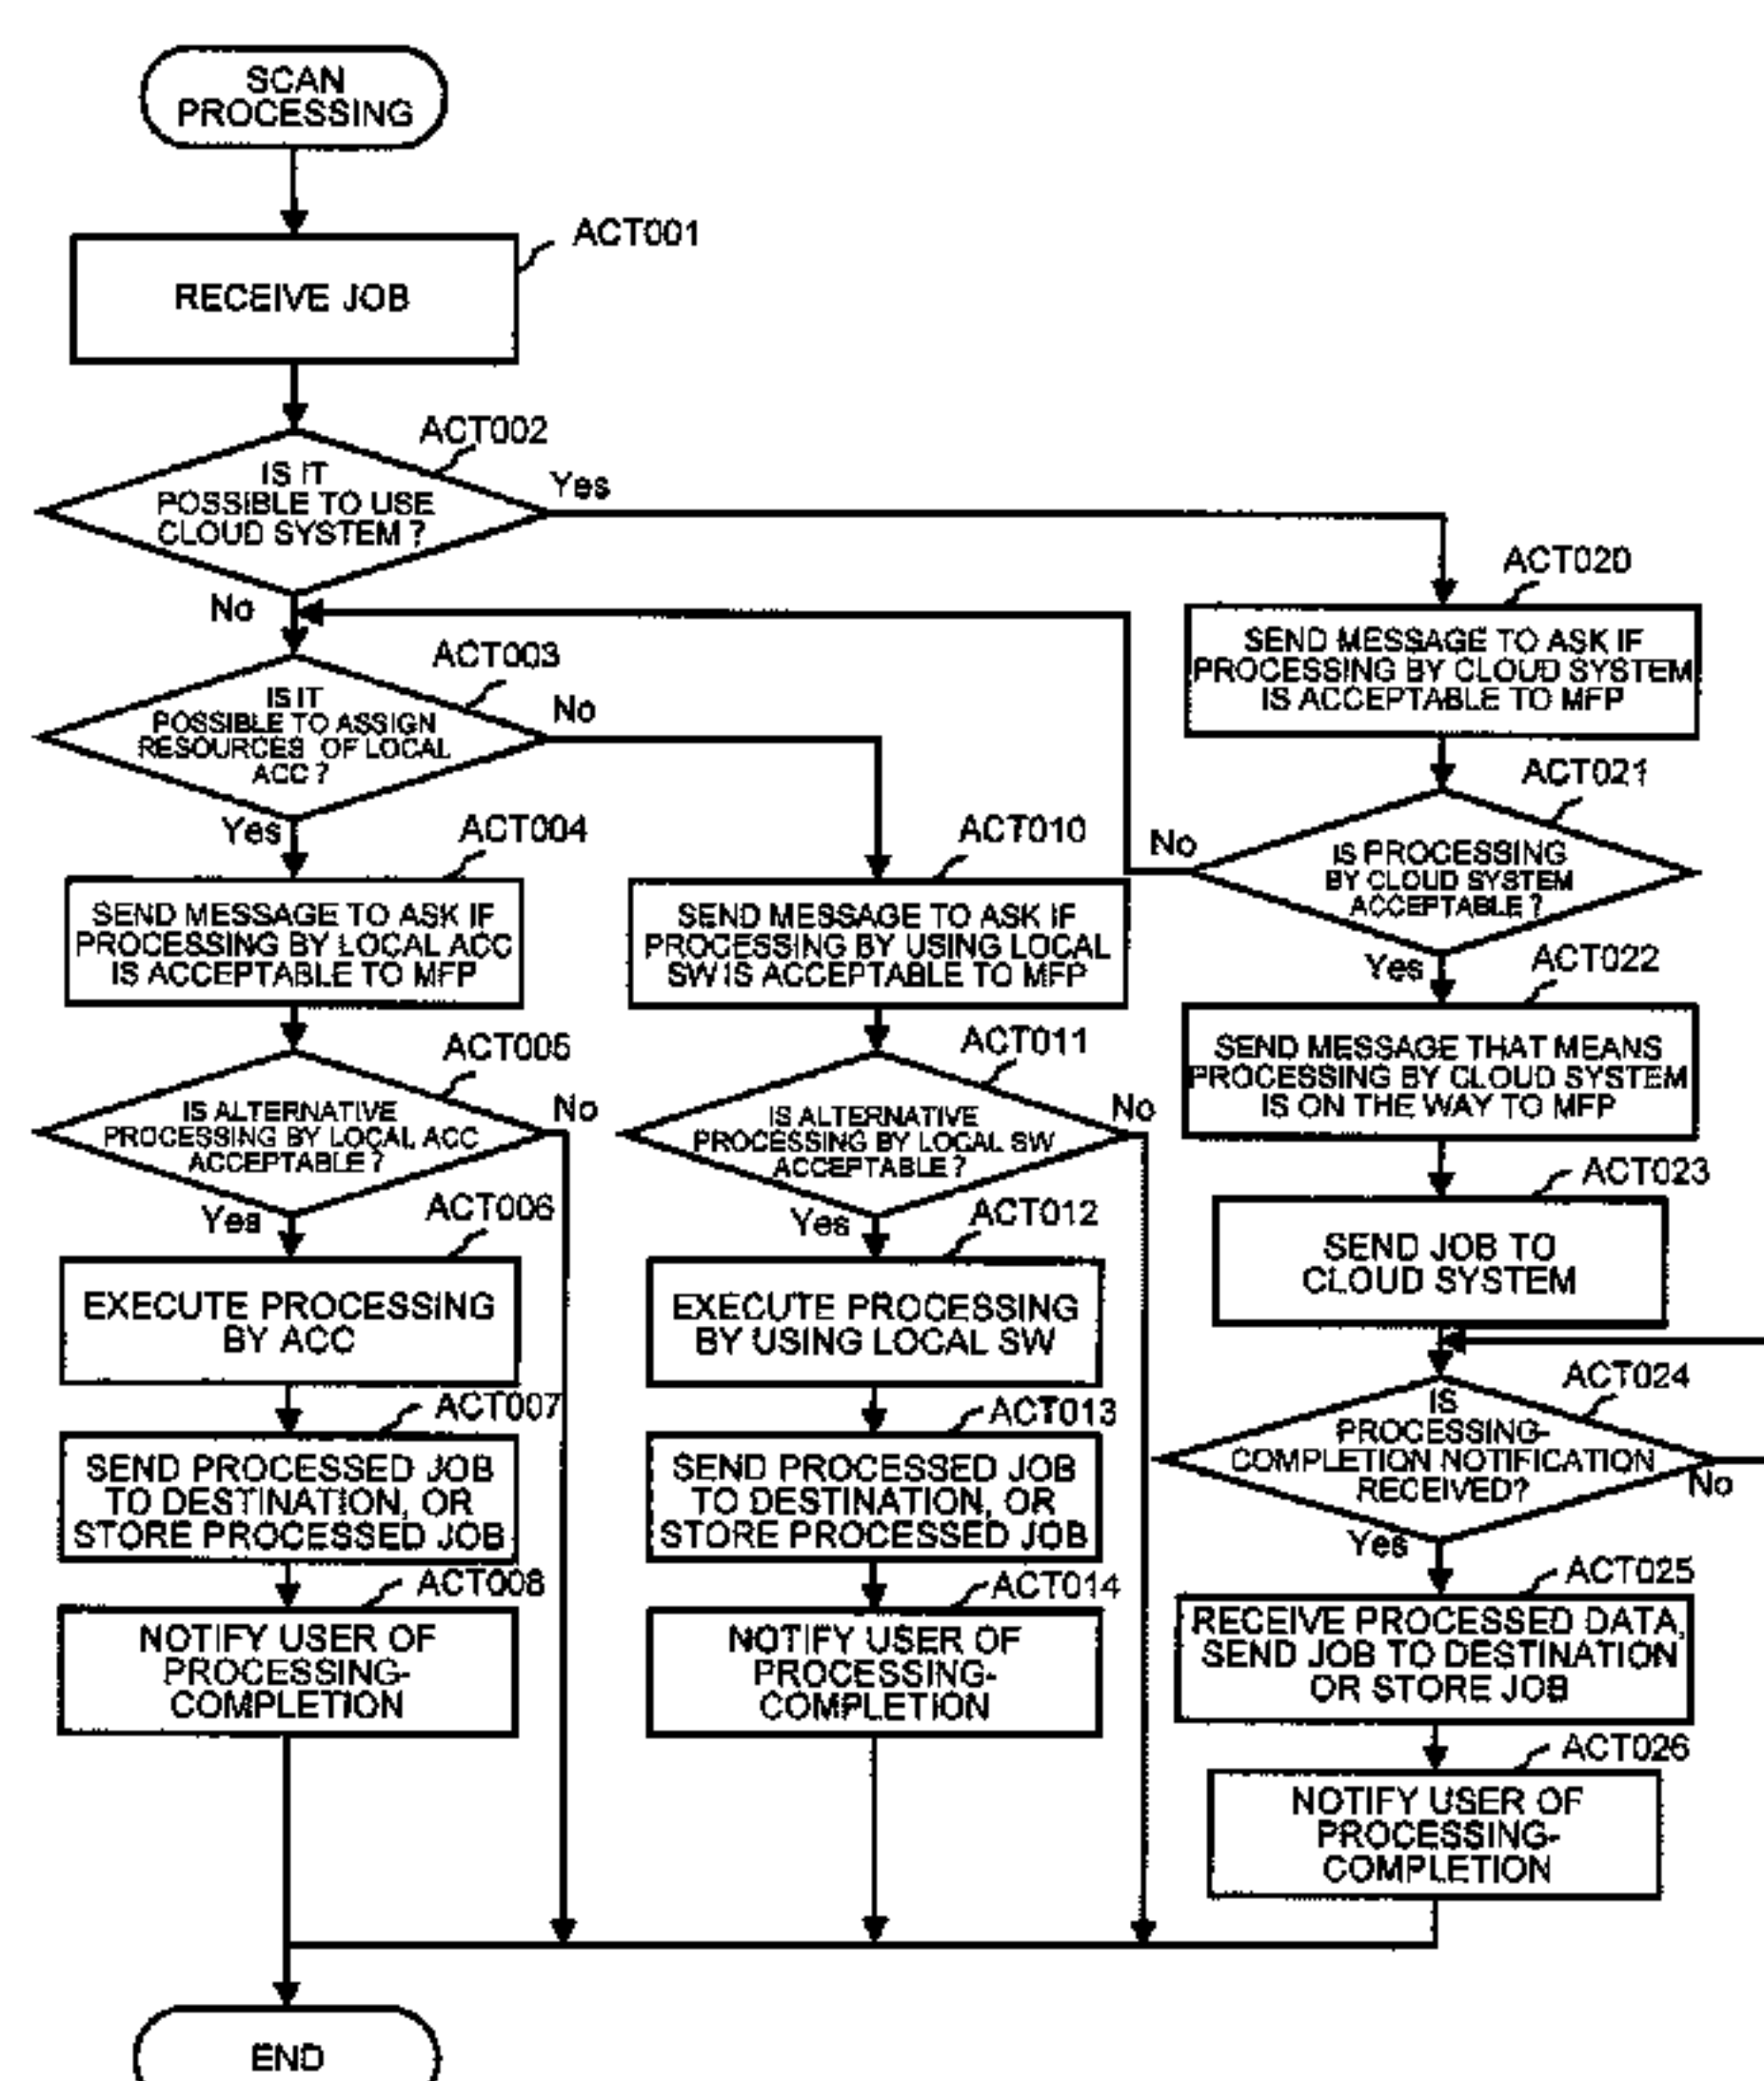 SCAN
PROCESSING
ACT001
RECEIVE JOB
ACT002
IS IT
POSSIBLE TO USE
CLOUD SYSTEM ?
Yes
No
ACT003
IS IT
POSSIBLE TO ASSIGN
RESOURCES OF LOCAL
ACC ?
No
Yes
ACT004
SEND MESSAGE TO ASK IF
PROCESSING BY LOCAL ACC
IS ACCEPTABLE TO MFP
ACT005
IS ALTERNATIVE
PROCESSING BY LOCAL ACC
ACCEPTABLE ?
No
Yes
ACT006
EXECUTE PROCESSING
BY ACC
ACT007
SEND PROCESSED JOB
TO DESTINATION, OR
STORE PROCESSED JOB
ACT008
NOTIFY USER OF
PROCESSING-
COMPLETION
ACT010
SEND MESSAGE TO ASK IF
PROCESSING BY USING LOCAL
SW IS ACCEPTABLE TO MFP
ACT011
IS ALTERNATIVE
PROCESSING BY LOCAL SW
ACCEPTABLE ?
No
Yes
ACT012
EXECUTE PROCESSING
BY USING LOCAL SW
ACT013
SEND PROCESSED JOB
TO DESTINATION, OR
STORE PROCESSED JOB
ACT014
NOTIFY USER OF
PROCESSING-
COMPLETION
ACT020
SEND MESSAGE TO ASK IF
PROCESSING BY CLOUD SYSTEM
IS ACCEPTABLE TO MFP
ACT021
IS PROCESSING
BY CLOUD SYSTEM
ACCEPTABLE ?
No
Yes
ACT022
SEND MESSAGE THAT MEANS
PROCESSING BY CLOUD SYSTEM
IS ON THE WAY TO MFP
ACT023
SEND JOB TO
CLOUD SYSTEM
ACT024
IS
PROCESSING-
COMPLETION NOTIFICATION
RECEIVED?
No
Yes
ACT025
RECEIVE PROCESSED DATA,
SEND JOB TO DESTINATION
OR STORE JOB
ACT026
NOTIFY USER OF
PROCESSING-
COMPLETION
END